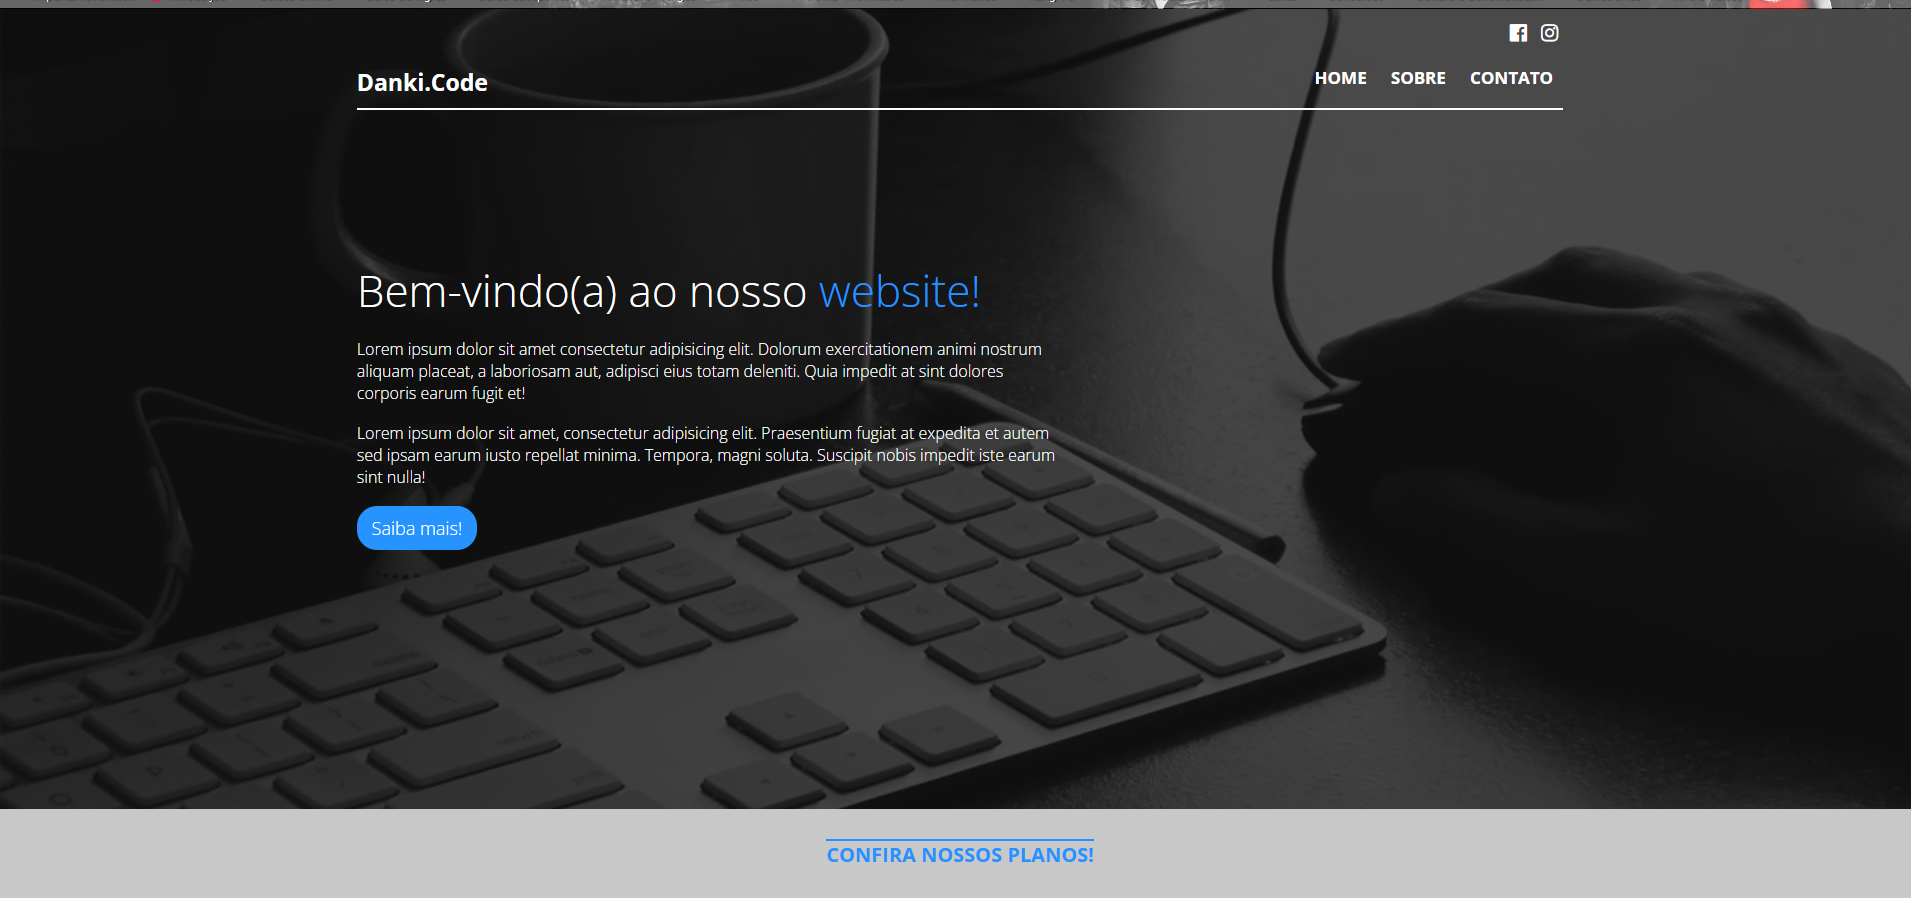 Danki.Code
HOME SOBRE CONTATO
Bem-vindo(a) ao nosso website!
Lorem ipsum dolor sit amet consectetur adipisicing elit. Dolorum exercitationem animi nostrum
aliquam placeat, a laboriosam aut, adipisci eius totam deleniti. Quia impedit at sint dolores
corporis earum fugit et!
Lorem ipsum dolor sit amet, consectetur adipisicing elit. Praesentium fugiat at expedita et autem
sed ipsam earum iusto repellat minima. Tempora, magni soluta. Suscipit nobis impedit iste earum
sint nulla!
Saiba mais!
CONFIRA NOSSOS PLANOS!